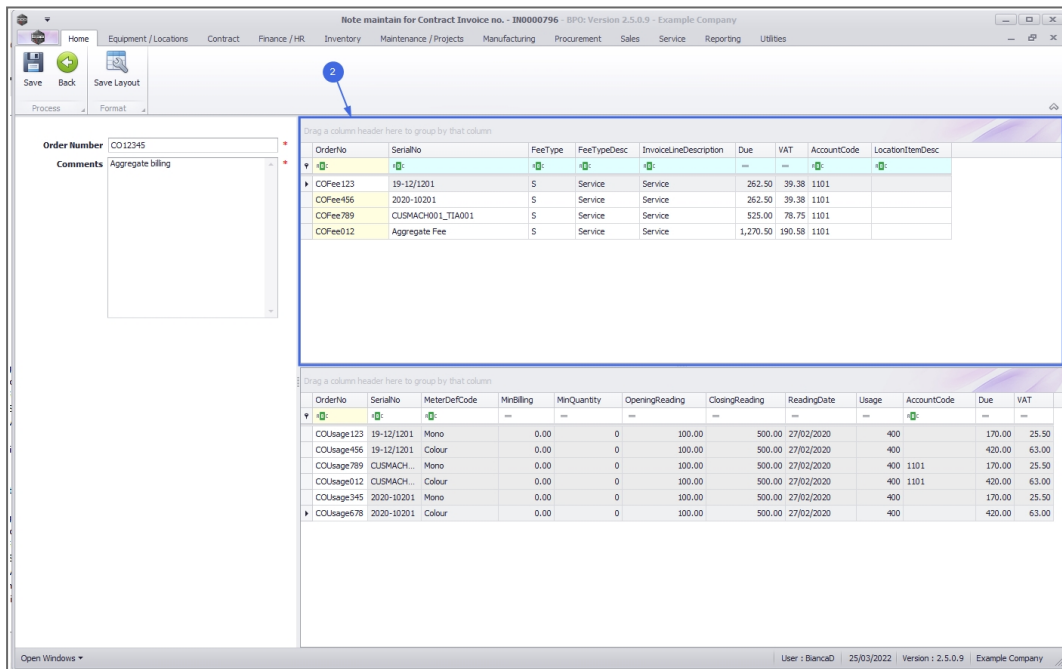 Note maintain for Contract Invoice no. - IN0000796 - BPO: Version 2.5.0.9 - Example Company
Home Equipment / Locations Contract Finance / HR Inventory Maintenance / Projects Manufacturing Procurement Sales Service Reporting Utilities
Save Back Save Layout
Process Format
2
Order Number CO12345 *
Comments Aggregate billing *
Drag a column header here to group by that column
OrderNo SerialNo FeeType FeeTypeDesc InvoiceLineDescription Due VAT AccountCode LocationItemDesc
COFee123 19-12/1201 S Service Service 262.50 39.38 1101
COFee456 2020-10201 S Service Service 262.50 39.38 1101
COFee789 CUSMACH001_TIA001 S Service Service 525.00 78.75 1101
COFee012 Aggregate Fee S Service Service 1,270.50 190.58 1101
Drag a column header here to group by that column
OrderNo SerialNo MeterDefCode MinBilling MinQuantity OpeningReading ClosingReading ReadingDate Usage AccountCode Due VAT
COUsage123 19-12/1201 Mono 0.00 0 100.00 500.00 27/02/2020 400 170.00 25.50
COUsage456 19-12/1201 Colour 0.00 0 100.00 500.00 27/02/2020 400 420.00 63.00
COUsage789 CUSMACH... Mono 0.00 0 100.00 500.00 27/02/2020 400 1101 170.00 25.50
COUsage012 CUSMACH... Colour 0.00 0 100.00 500.00 27/02/2020 400 1101 420.00 63.00
COUsage345 2020-10201 Mono 0.00 0 100.00 500.00 27/02/2020 400 170.00 25.50
COUsage678 2020-10201 Colour 0.00 0 100.00 500.00 27/02/2020 400 420.00 63.00
Open Windows User : BiancaD 25/03/2022 Version : 2.5.0.9 Example Company